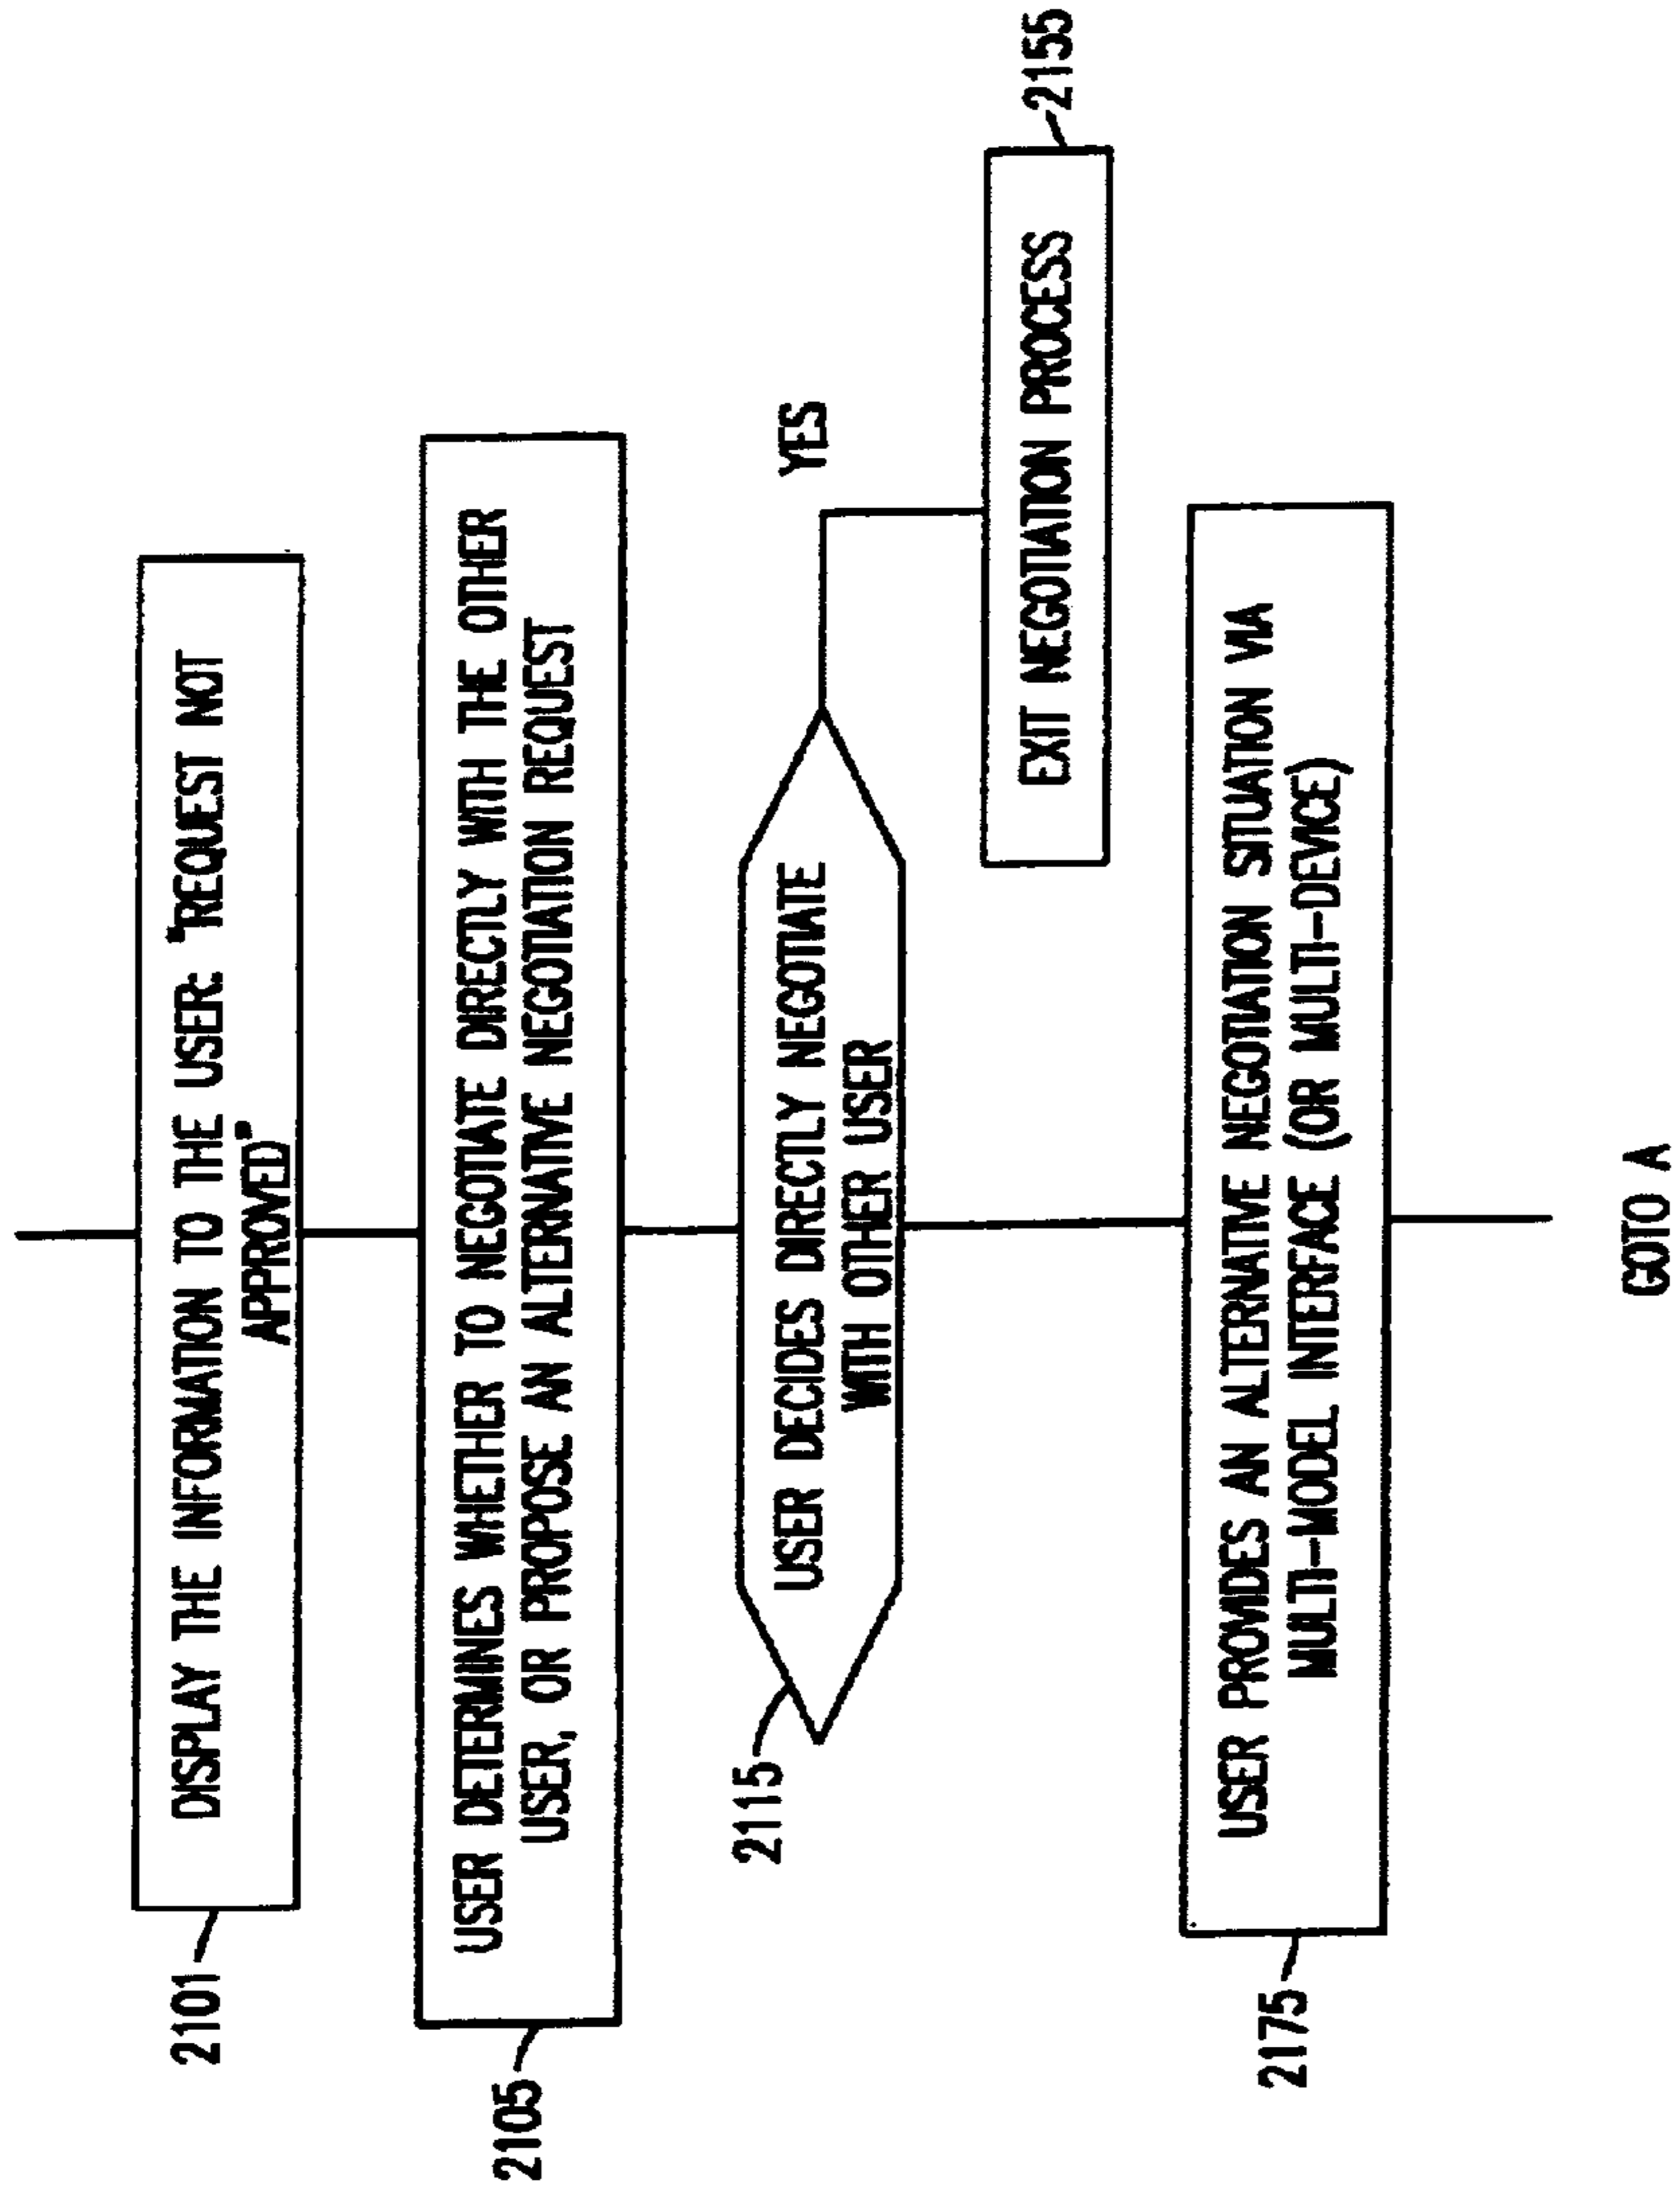 DISPLAY THE INFORMATION TO THE USER: "REQUEST NOT
APPROVED"
2101
USER DETERMINES WHETHER TO NEGOTIATE DIRECTLY WITH THE OTHER
USER, OR PROPOSE AN ALTERNATIVE NEGOTIATION REQUEST
2105
USER DECIDES DIRECTLY NEGOTIATE
WITH OTHER USER
2115
YES
EXIT NEGOTIATION PROCESS
2155
USER PROVIDES AN ALTERNATIVE NEGOTIATION SITUATION VIA
MULTI-MODEL INTERFACE (OR MULTI-DEVICE)
2175
GOTO A